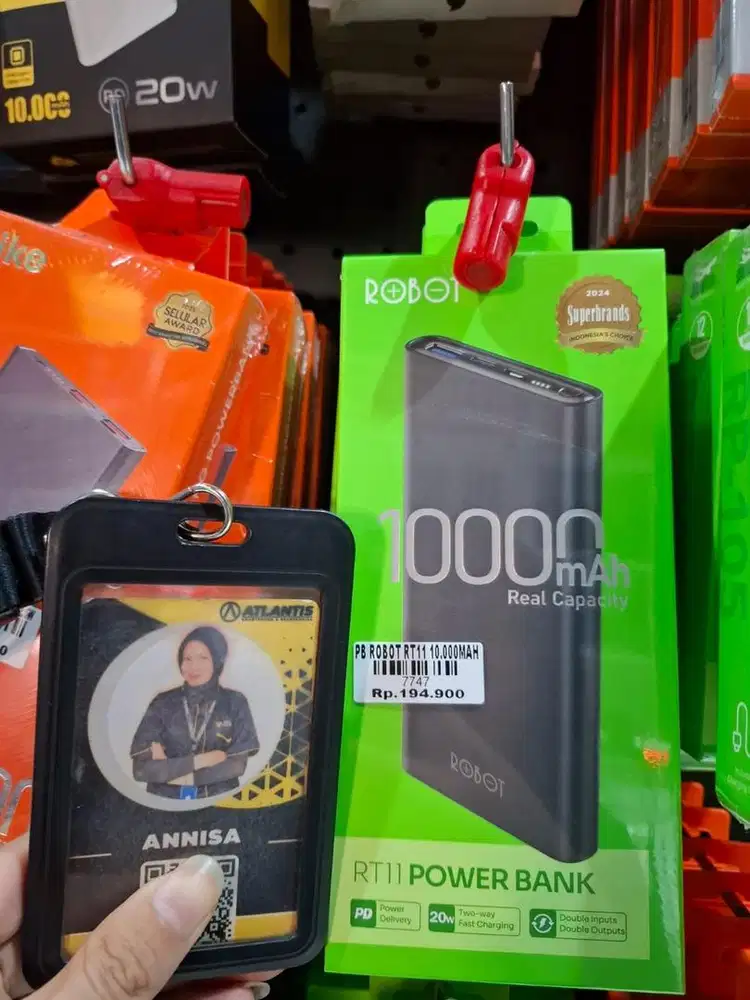 10.000
PD 20W
SELULAR
AWARD
ROBOT
2024
Superbrands
INDONESIA'S CHOICE
12
10000mAh
Real Capacity
ATLANTIS
PB ROBOT RT11 10.000MAH
7747
Rp.194.900
ROBOT
ANNISA
RT11 POWER BANK
PD Power
Delivery
20W Two-way
Fast Charging
Double Inputs
Double Outputs